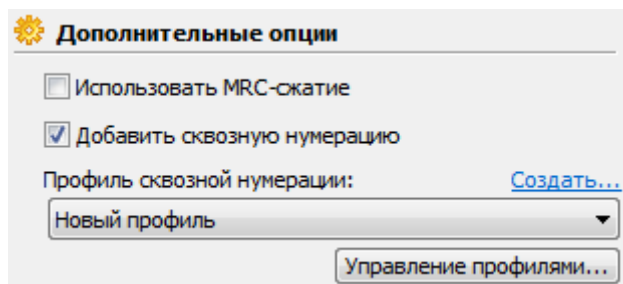 Дополнительные опции
Использовать MRC-сжатие
Добавить сквозную нумерацию
Профиль сквозной нумерации: Создать...
Новый профиль
Управление профилями...